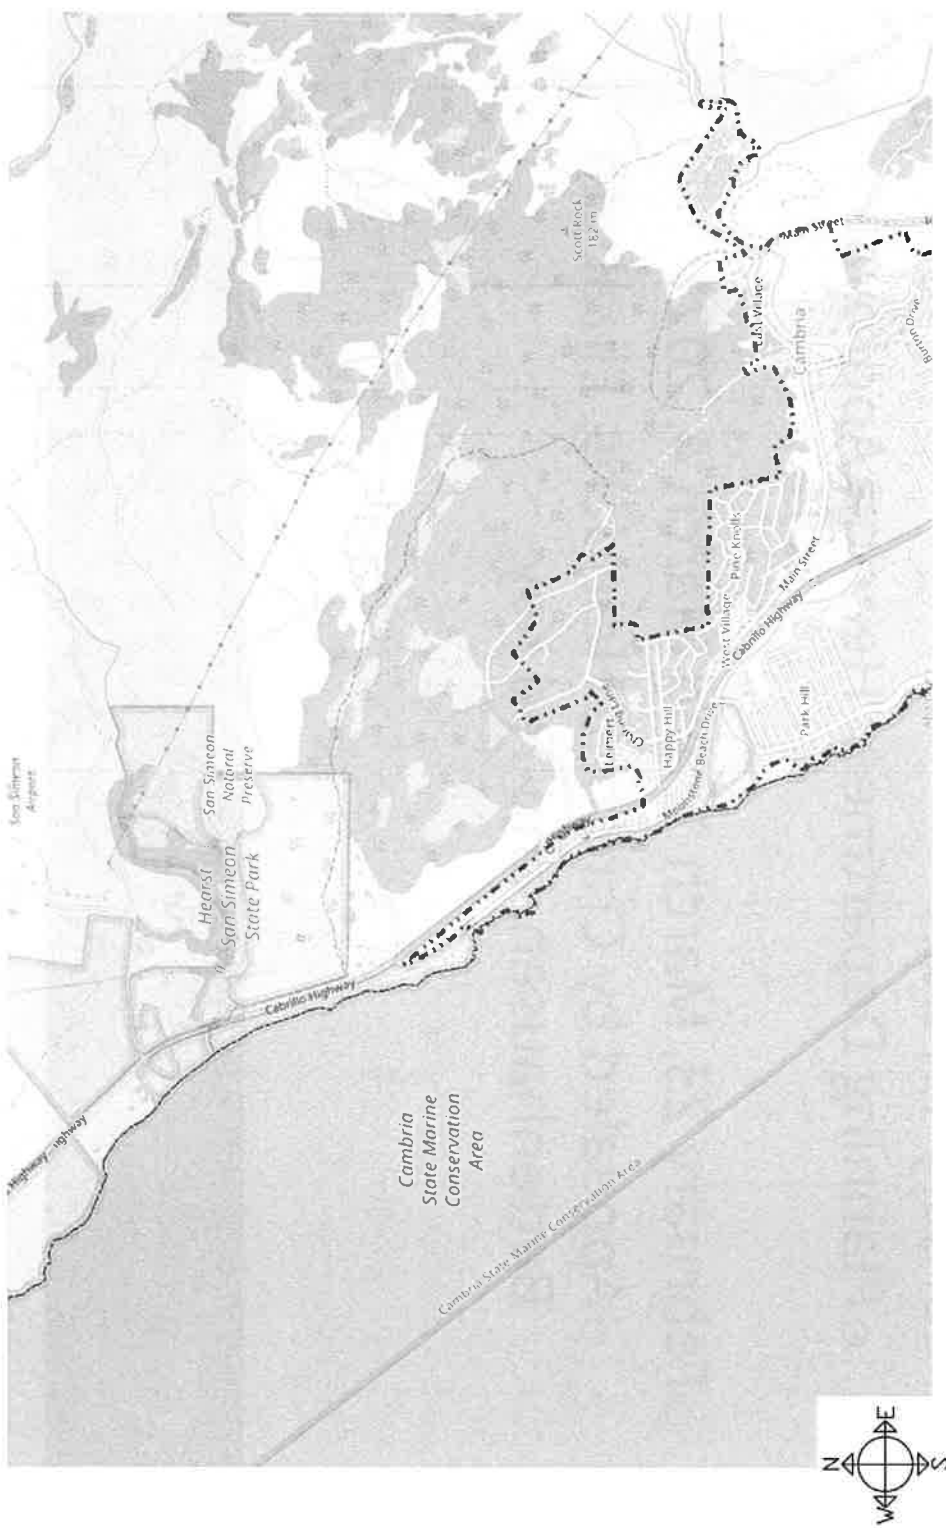 San Simeon
Airport
San Simeon
Natural
Preserve
Hearst
San Simeon
State Park
Scott Rock
182 m
Main Street
East Village
Cambria
Burton Drive
Pine Knolls
West Village
Main Street
Cabrillo Highway
Leimert
Happy Hill
Moonstone Beach Drive
Park Hill
Cabrillo Highway
Highway
ighway
Cambria
State Marine
Conservation
Area
Cambria State Marine Conservation Area
N
W
E
S